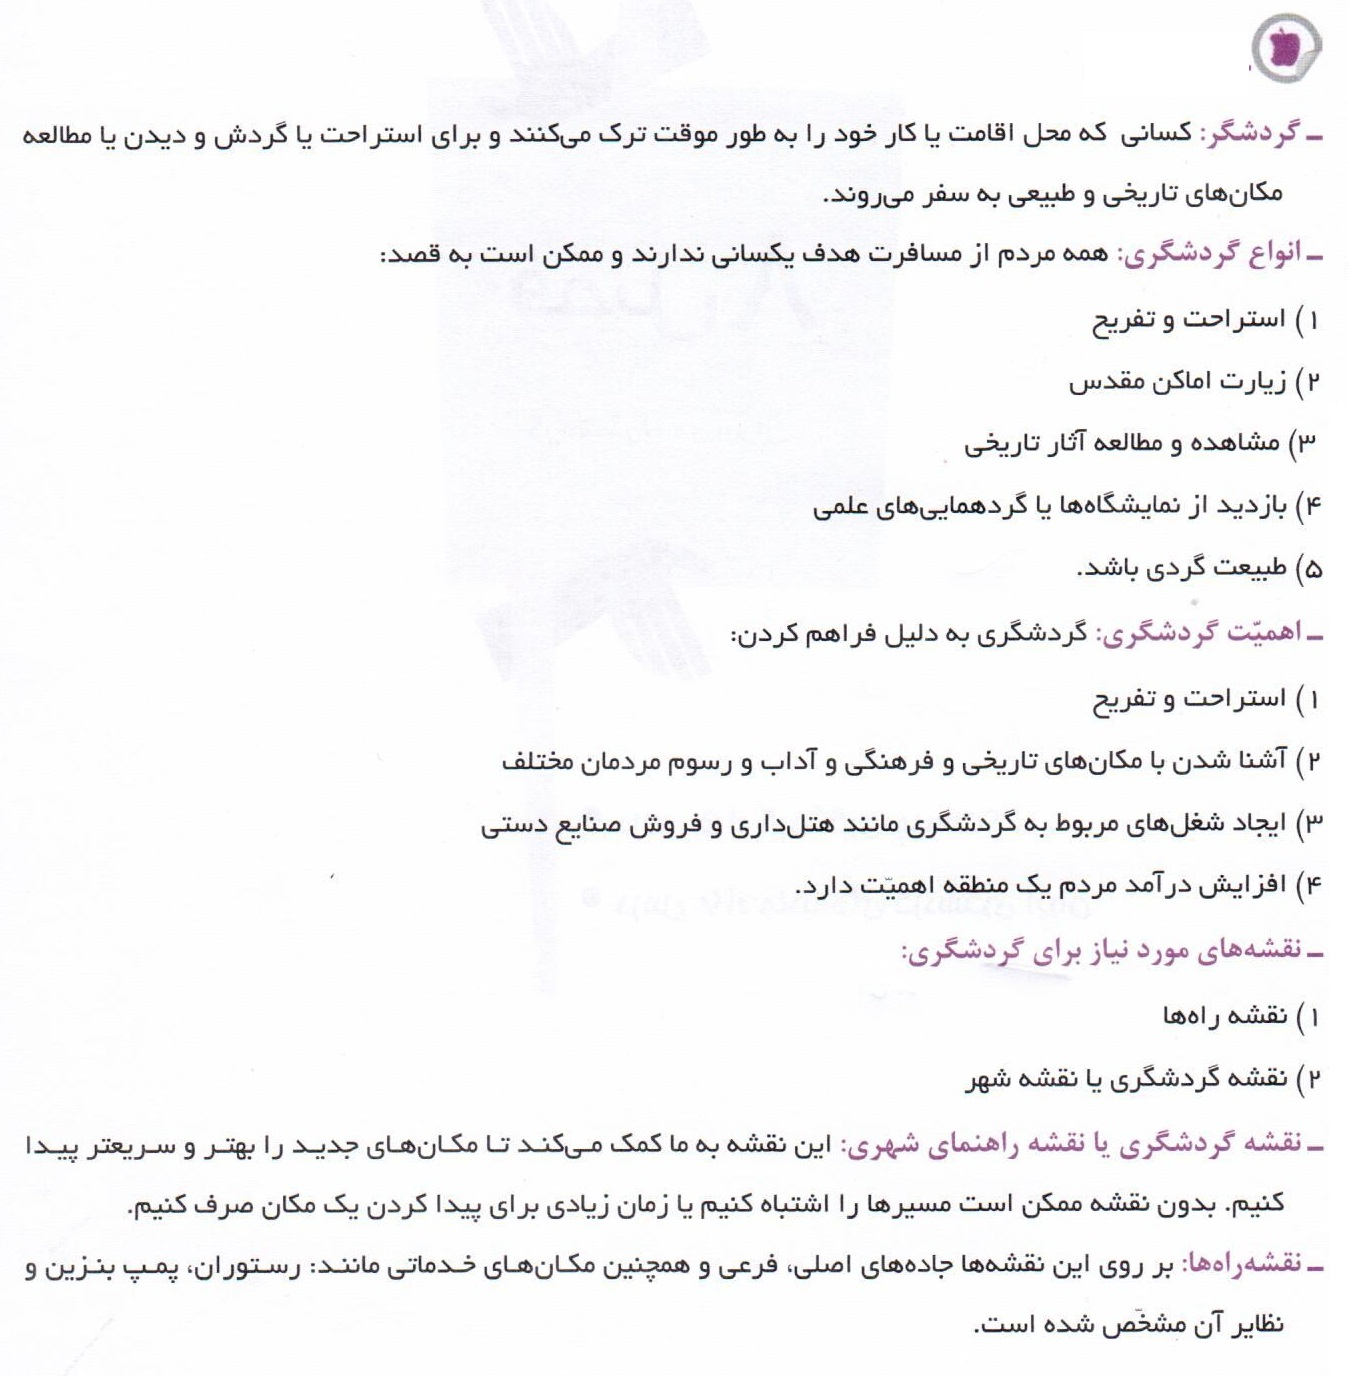 ـ گردشگر: کسانی که محل اقامت یا کار خود را به طور موقت ترک می‌کنند و برای استراحت یا گردش و دیدن یا مطالعه
مکان‌های تاریخی و طبیعی به سفر می‌روند.
ـ انواع گردشگری: همه مردم از مسافرت هدف یکسانی ندارند و ممکن است به قصد:
۱) استراحت و تفریح
۲) زیارت اماکن مقدس
۳) مشاهده و مطالعه آثار تاریخی
۴) بازدید از نمایشگاه‌ها یا گردهمایی‌های علمی
۵) طبیعت گردی باشد.
ـ اهمیّت گردشگری: گردشگری به دلیل فراهم کردن:
۱) استراحت و تفریح
۲) آشنا شدن با مکان‌های تاریخی و فرهنگی و آداب و رسوم مردمان مختلف
۳) ایجاد شغل‌های مربوط به گردشگری مانند هتل‌داری و فروش صنایع دستی
۴) افزایش درآمد مردم یک منطقه اهمیّت دارد.
ـ نقشه‌های مورد نیاز برای گردشگری:
۱) نقشه راه‌ها
۲) نقشه گردشگری یا نقشه شهر
ـ نقشه گردشگری یا نقشه راهنمای شهری: این نقشه به ما کمک می‌کند تا مکان‌های جدید را بهتر و سریعتر پیدا
کنیم. بدون نقشه ممکن است مسیرها را اشتباه کنیم یا زمان زیادی برای پیدا کردن یک مکان صرف کنیم.
ـ نقشه‌راه‌ها: بر روی این نقشه‌ها جاده‌های اصلی، فرعی و همچنین مکان‌های خدماتی مانند: رستوران، پمپ بنزین و
نظایر آن مشخّص شده است.